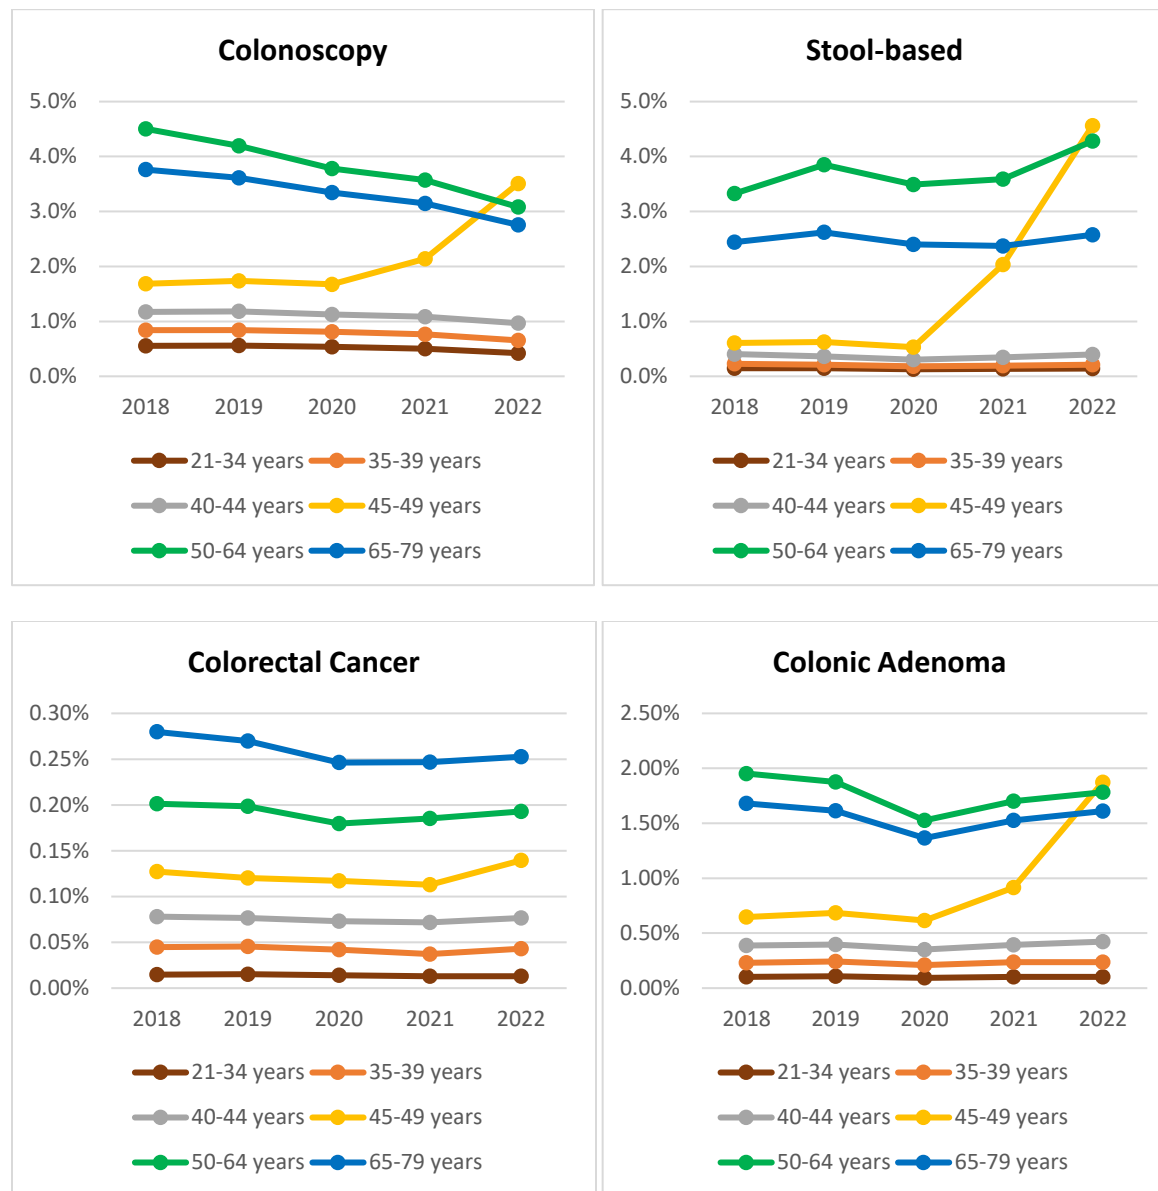 Colonoscopy
5.0%
4.0%
3.0%
2.0%
1.0%
0.0%
2018 2019 2020 2021 2022
21-34 years 35-39 years
40-44 years 45-49 years
50-64 years 65-79 years
Stool-based
5.0%
4.0%
3.0%
2.0%
1.0%
0.0%
2018 2019 2020 2021 2022
21-34 years 35-39 years
40-44 years 45-49 years
50-64 years 65-79 years
Colorectal Cancer
0.30%
0.25%
0.20%
0.15%
0.10%
0.05%
0.00%
2018 2019 2020 2021 2022
21-34 years 35-39 years
40-44 years 45-49 years
50-64 years 65-79 years
Colonic Adenoma
2.50%
2.00%
1.50%
1.00%
0.50%
0.00%
2018 2019 2020 2021 2022
21-34 years 35-39 years
40-44 years 45-49 years
50-64 years 65-79 years